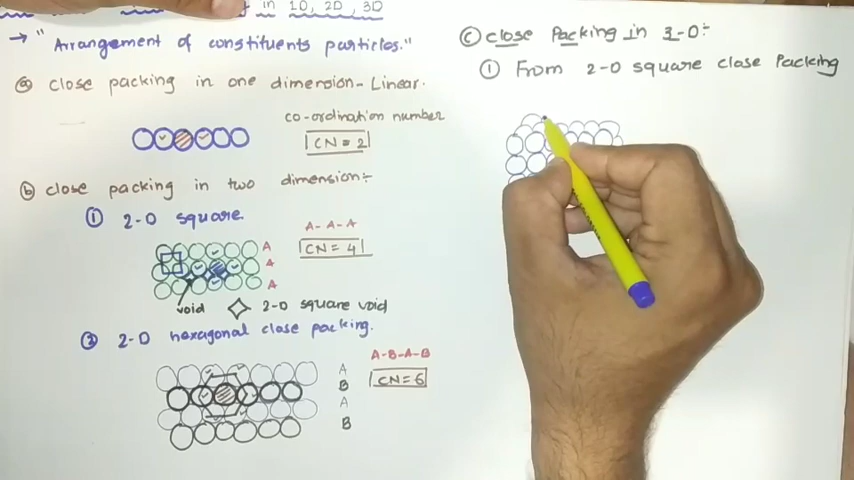 in 1D, 2D, 3D
→ "Arrangement of constituents particles."
ⓐ close packing in one dimension - Linear.
co-ordination number
CN = 2
ⓑ close packing in two dimension :-
① 2-D square
A - A - A
CN = 4
A
A
A
void
2-D square void
② 2-D hexagonal close packing.
A-B-A-B
CN = 6
A
B
A
B
ⓒ close Packing in 3-D :-
① From 2-D square close Packing